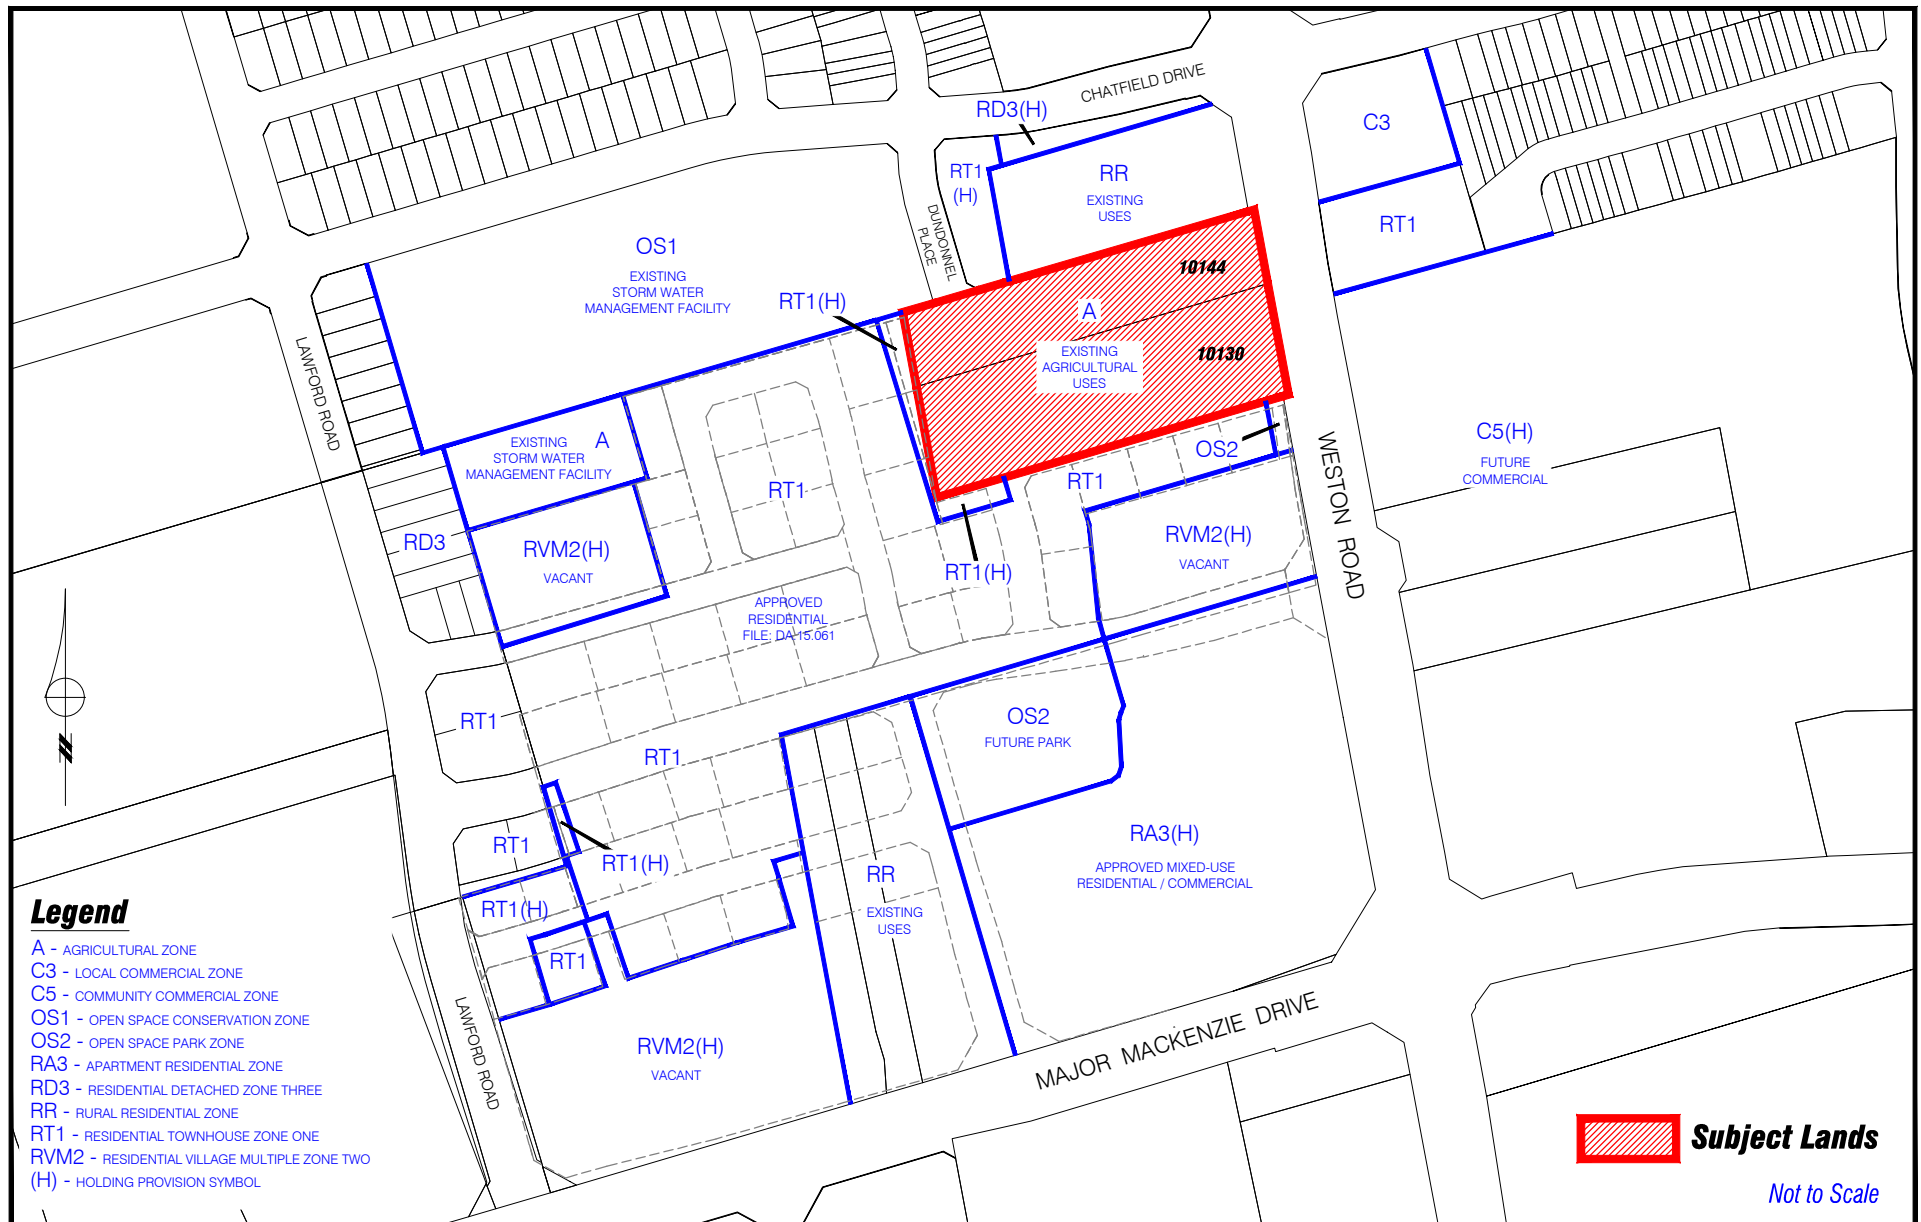 CHATFIELD DRIVE
RD3(H)
C3
RT1
(H)
RR
EXISTING
USES
DUNDONNEL
PLACE
OS1
EXISTING
STORM WATER
MANAGEMENT FACILITY
RT1
10144
RT1(H)
A
LAWFORD ROAD
10130
EXISTING
AGRICULTURAL
USES
EXISTING
STORM WATER
MANAGEMENT FACILITY
A
C5(H)
FUTURE
COMMERCIAL
OS2
WESTON ROAD
RT1
RT1
RD3
RVM2(H)
VACANT
RVM2(H)
VACANT
RT1(H)
APPROVED
RESIDENTIAL
FILE: DA.15.061
RT1
OS2
FUTURE PARK
RT1
RA3(H)
APPROVED MIXED-USE
RESIDENTIAL / COMMERCIAL
RT1
RT1(H)
RR
EXISTING
USES
RT1(H)
RT1
LAWFORD ROAD
RVM2(H)
VACANT
MAJOR MACKENZIE DRIVE
N
Legend
A - AGRICULTURAL ZONE
C3 - LOCAL COMMERCIAL ZONE
C5 - COMMUNITY COMMERCIAL ZONE
OS1 - OPEN SPACE CONSERVATION ZONE
OS2 - OPEN SPACE PARK ZONE
RA3 - APARTMENT RESIDENTIAL ZONE
RD3 - RESIDENTIAL DETACHED ZONE THREE
RR - RURAL RESIDENTIAL ZONE
RT1 - RESIDENTIAL TOWNHOUSE ZONE ONE
RVM2 - RESIDENTIAL VILLAGE MULTIPLE ZONE TWO
(H) - HOLDING PROVISION SYMBOL
Subject Lands
Not to Scale